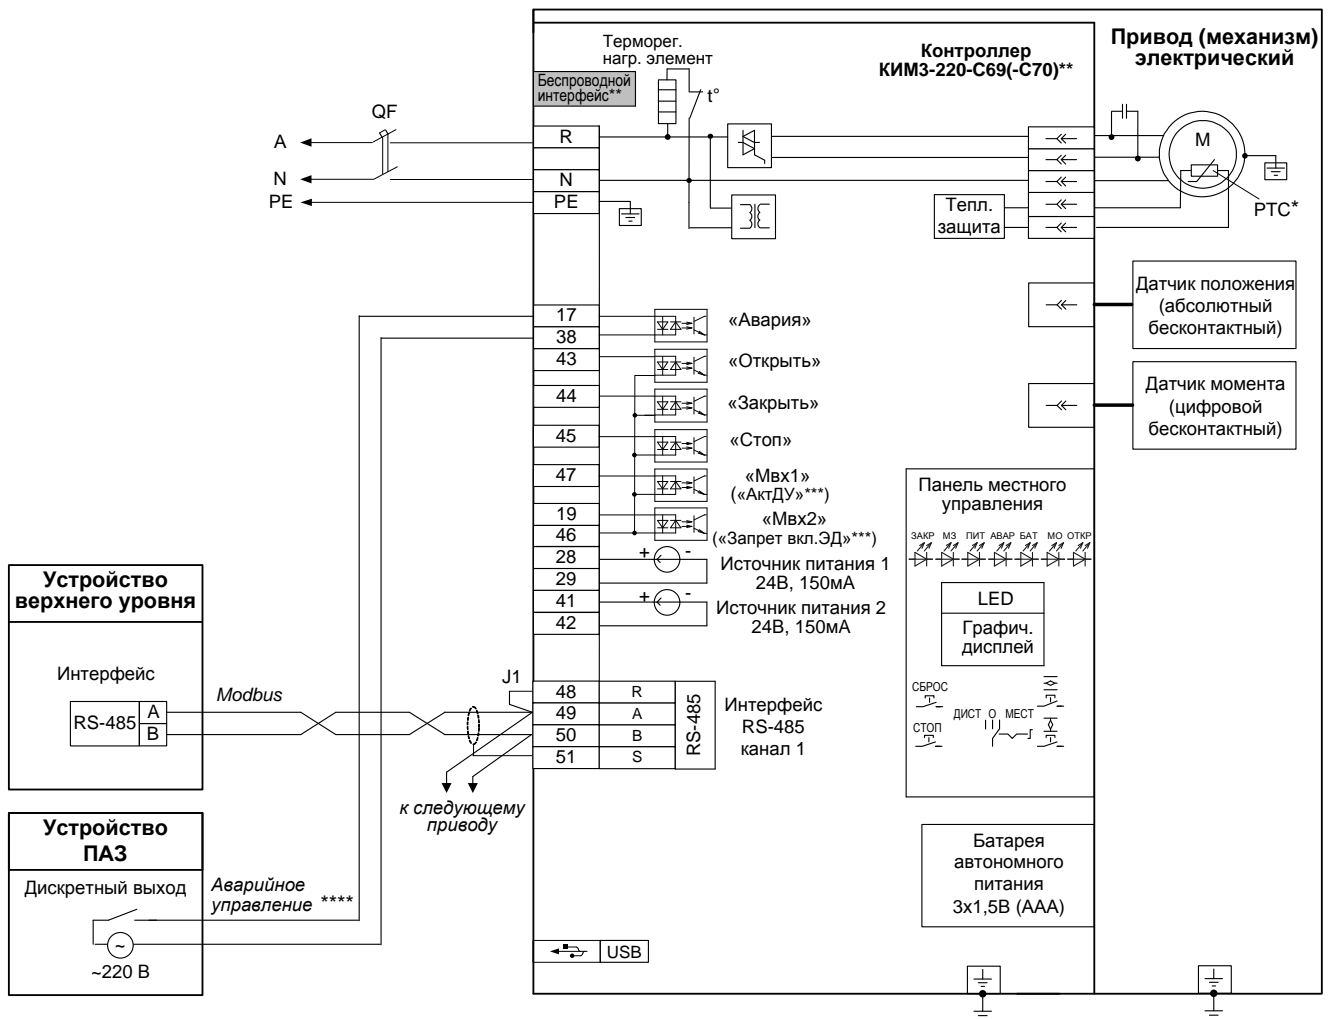 Терморег.
нагр. элемент
Контроллер
КИМ3-220-С69(-С70)**
Привод (механизм)
электрический
Беспроводной
интерфейс**
t°
QF
A
N
PE
R
N
PE
M
PTC*
Тепл.
защита
Датчик положения
(абсолютный
бесконтактный)
Датчик момента
(цифровой
бесконтактный)
17
38
«Авария»
43
«Открыть»
44
«Закрыть»
45
«Стоп»
47
«Мвх1»
(«АктДУ»***)
19
46
«Мвх2»
(«Запрет вкл.ЭД»***)
28
29
+ -
Источник питания 1
24В, 150мА
41
42
+ -
Источник питания 2
24В, 150мА
Панель местного
управления
ЗАКР МЗ ПИТ АВАР БАТ МО ОТКР
LED
Графич.
дисплей
СБРОС
СТОП
ДИСТ О МЕСТ
Устройство
верхнего уровня
Интерфейс
RS-485
A
B
Modbus
J1
48 R
49 A
50 B
51 S
RS-485
Интерфейс
RS-485
канал 1
к следующему
приводу
Устройство
ПАЗ
Дискретный выход
~
~220 В
Аварийное
управление ****
Батарея
автономного
питания
3х1,5В (ААА)
USB